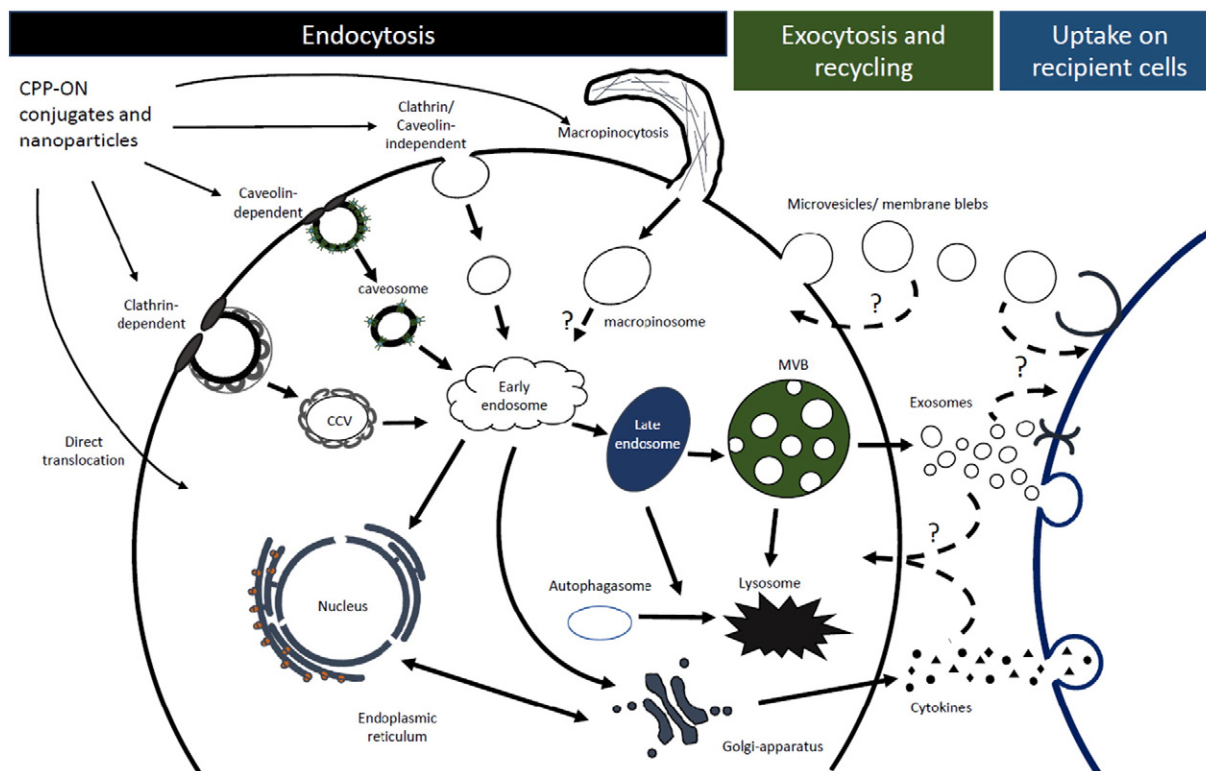 Endocytosis
Exocytosis and
recycling
Uptake on
recipient cells
CPP-ON
conjugates and
nanoparticles
Clathrin/
Caveolin-
independent
Macropinocytosis
Caveolin-
dependent
Microvesicles/ membrane blebs
Clathrin-
dependent
caveosome
?
macropinosome
?
?
MVB
Early
endosome
Exosomes
CCV
Late
endosome
Direct
translocation
?
Autophagasome
Lysosome
Nucleus
Cytokines
Endoplasmic
reticulum
Golgi-apparatus